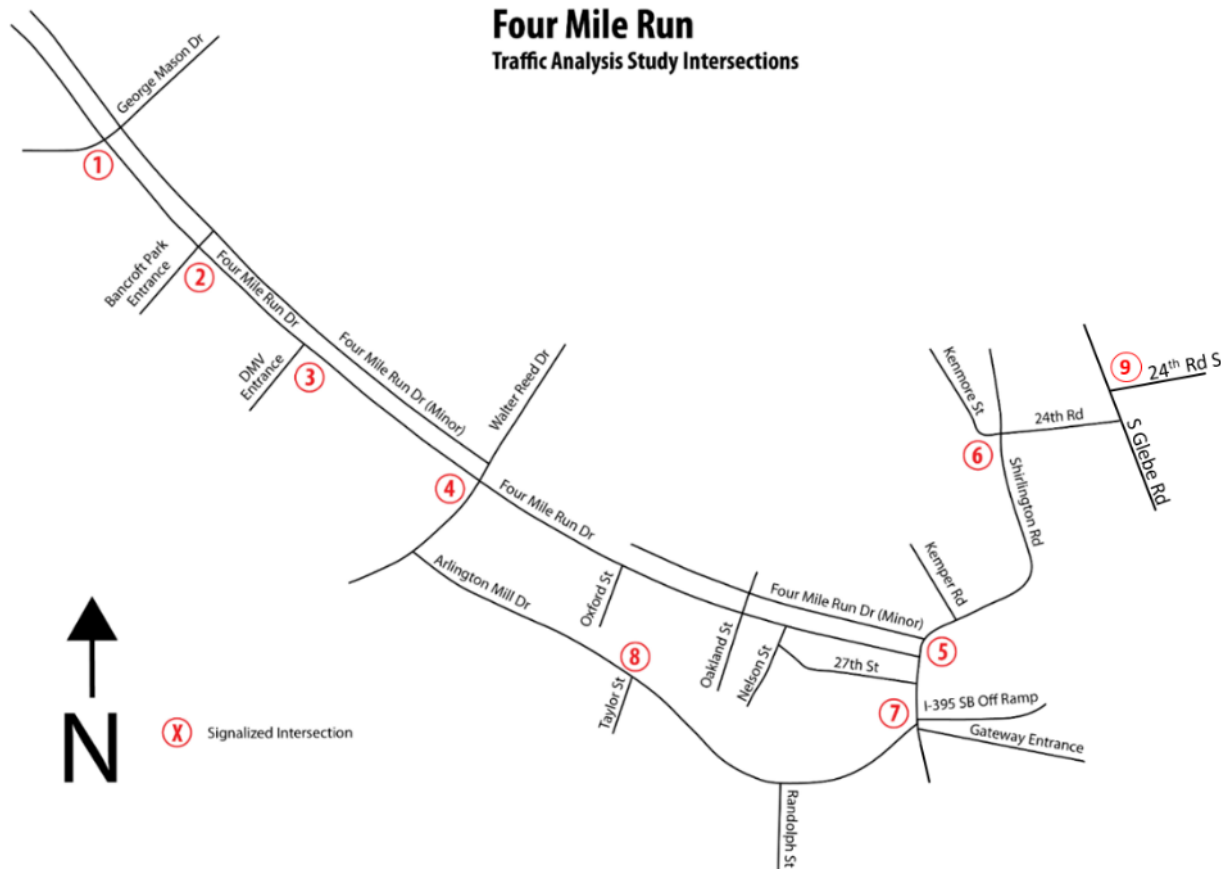 Four Mile Run
Traffic Analysis Study Intersections
George Mason Dr
1
Bancroft Park
Entrance
2
Four Mile Run Dr
DMV
Entrance
3
Four Mile Run Dr (Minor)
Walter Reed Dr
4
Four Mile Run Dr
Kenmore St
9
24th Rd S
24th Rd
6
S Glebe Rd
Shirlington Rd
Kemper Rd
Arlington Mill Dr
Oxford St
Four Mile Run Dr (Minor)
Oakland St
Nelson St
27th St
5
8
Taylor St
7
I-395 SB Off Ramp
Gateway Entrance
Randolph St
N
X
Signalized Intersection